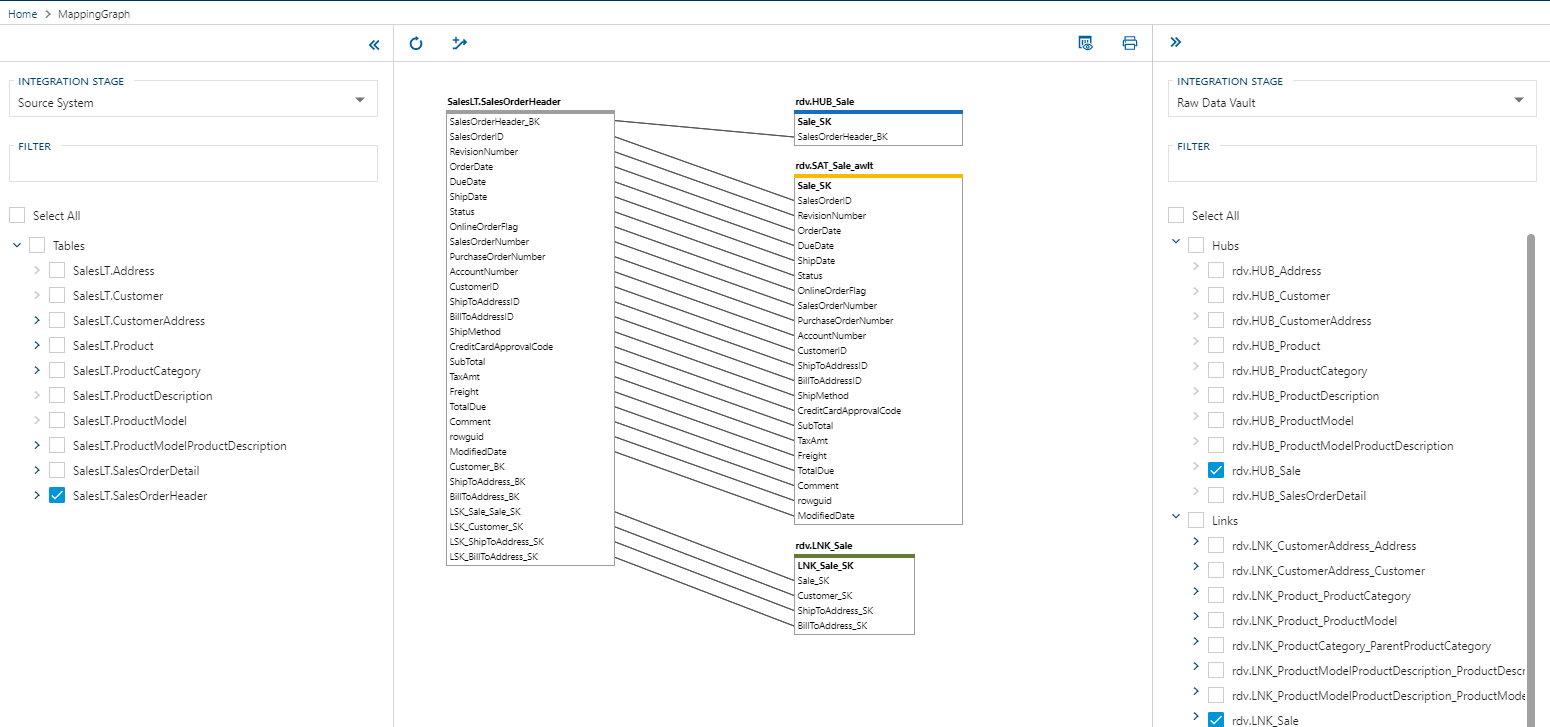 Home > MappingGraph
INTEGRATION STAGE
Source System
FILTER
Select All
Tables
SalesLT.Address
SalesLT.Customer
SalesLT.CustomerAddress
SalesLT.Product
SalesLT.ProductCategory
SalesLT.ProductDescription
SalesLT.ProductModel
SalesLT.ProductModelProductDescription
SalesLT.SalesOrderDetail
SalesLT.SalesOrderHeader
SalesLT.SalesOrderHeader
SalesOrderHeader_BK
SalesOrderID
RevisionNumber
OrderDate
DueDate
ShipDate
Status
OnlineOrderFlag
SalesOrderNumber
PurchaseOrderNumber
AccountNumber
CustomerID
ShipToAddressID
BillToAddressID
ShipMethod
CreditCardApprovalCode
SubTotal
TaxAmt
Freight
TotalDue
Comment
rowguid
ModifiedDate
Customer_BK
ShipToAddress_BK
BillToAddress_BK
LSK_Sale_Sale_SK
LSK_Customer_SK
LSK_ShipToAddress_SK
LSK_BillToAddress_SK
rdv.HUB_Sale
Sale_SK
SalesOrderHeader_BK
rdv.SAT_Sale_awlt
Sale_SK
SalesOrderID
RevisionNumber
OrderDate
DueDate
ShipDate
Status
OnlineOrderFlag
SalesOrderNumber
PurchaseOrderNumber
AccountNumber
CustomerID
ShipToAddressID
BillToAddressID
ShipMethod
CreditCardApprovalCode
SubTotal
TaxAmt
Freight
TotalDue
Comment
rowguid
ModifiedDate
rdv.LNK_Sale
LNK_Sale_SK
Sale_SK
Customer_SK
ShipToAddress_SK
BillToAddress_SK
INTEGRATION STAGE
Raw Data Vault
FILTER
Select All
Hubs
rdv.HUB_Address
rdv.HUB_Customer
rdv.HUB_CustomerAddress
rdv.HUB_Product
rdv.HUB_ProductCategory
rdv.HUB_ProductDescription
rdv.HUB_ProductModel
rdv.HUB_ProductModelProductDescription
rdv.HUB_Sale
rdv.HUB_SalesOrderDetail
Links
rdv.LNK_CustomerAddress_Address
rdv.LNK_CustomerAddress_Customer
rdv.LNK_Product_ProductCategory
rdv.LNK_Product_ProductModel
rdv.LNK_ProductCategory_ParentProductCategory
rdv.LNK_ProductModelProductDescription_ProductDescr
rdv.LNK_ProductModelProductDescription_ProductMode
rdv.LNK_Sale